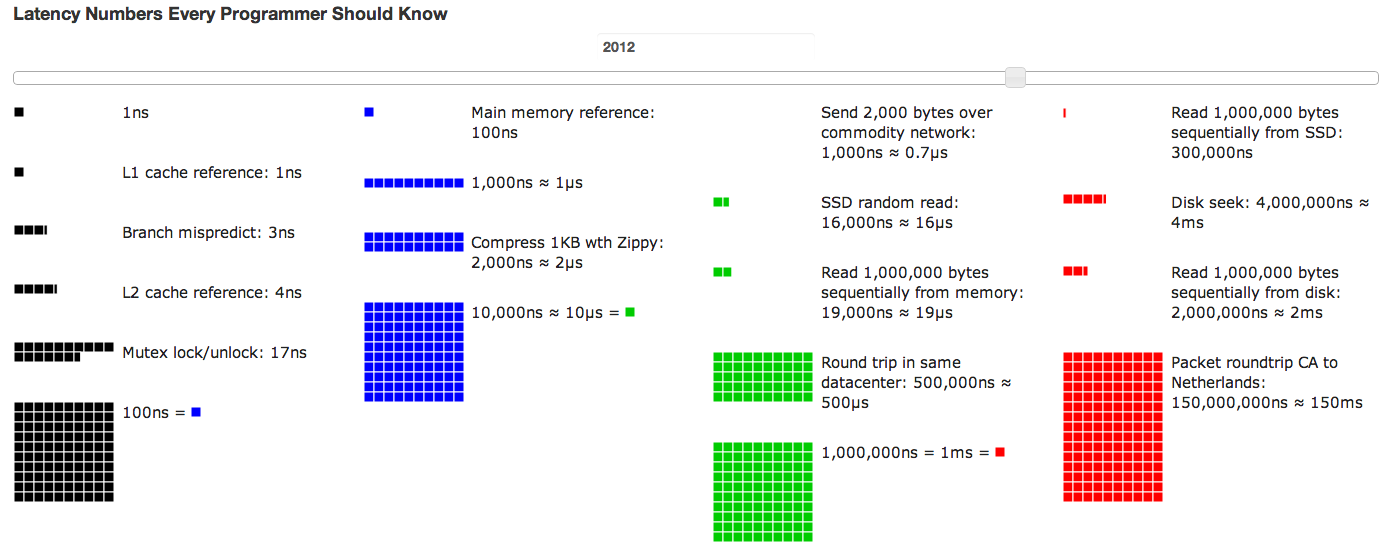 Latency Numbers Every Programmer Should Know
2012
1ns
L1 cache reference: 1ns
Branch mispredict: 3ns
L2 cache reference: 4ns
Mutex lock/unlock: 17ns
100ns =
Main memory reference:
100ns
1,000ns ≈ 1μs
Compress 1KB wth Zippy:
2,000ns ≈ 2μs
10,000ns ≈ 10μs =
Send 2,000 bytes over
commodity network:
1,000ns ≈ 0.7μs
SSD random read:
16,000ns ≈ 16μs
Read 1,000,000 bytes
sequentially from memory:
19,000ns ≈ 19μs
Round trip in same
datacenter: 500,000ns ≈
500μs
1,000,000ns = 1ms =
Read 1,000,000 bytes
sequentially from SSD:
300,000ns
Disk seek: 4,000,000ns ≈
4ms
Read 1,000,000 bytes
sequentially from disk:
2,000,000ns ≈ 2ms
Packet roundtrip CA to
Netherlands:
150,000,000ns ≈ 150ms